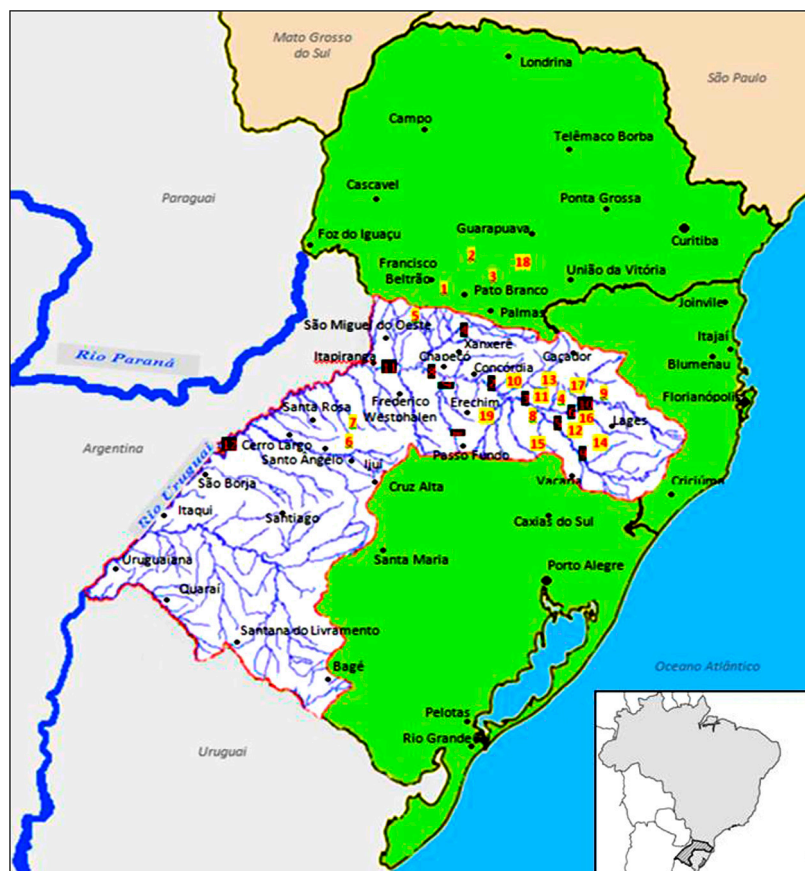 Mato Grosso
do Sul
São Paulo
Londrina
Campo
Telêmaco Borba
Cascavel
Paraguai
Ponta Grossa
Guarapuava
Curitiba
Foz do Iguaçu
2
18
Francisco
Beltrão
3
União da Vitória
1
Pato Branco
Palmas
Joinvile
5
São Miguel do Oeste
Xanxerê
Itajaí
Rio Paraná
Itapiranga
Chapecó
Caçador
Blumenau
Concórdia
10
13
17
9
11
4
Florianópolis
Frederico
Westohalen
Erechim
19
8
16
Lages
Santa Rosa
7
12
Argentina
Cerro Largo
6
15
14
Santo Ângelo
Ijuí
Passo Fundo
Rio Uruguai
São Borja
Cruz Alta
Vacaria
Criciúma
Itaqui
Santiago
Caxias do Sul
Santa Maria
Uruguaiana
Porto Alegre
Quaraí
Santana do Livramento
Bagé
Oceano Atlântico
Pelotas
Rio Grande
Uruguai